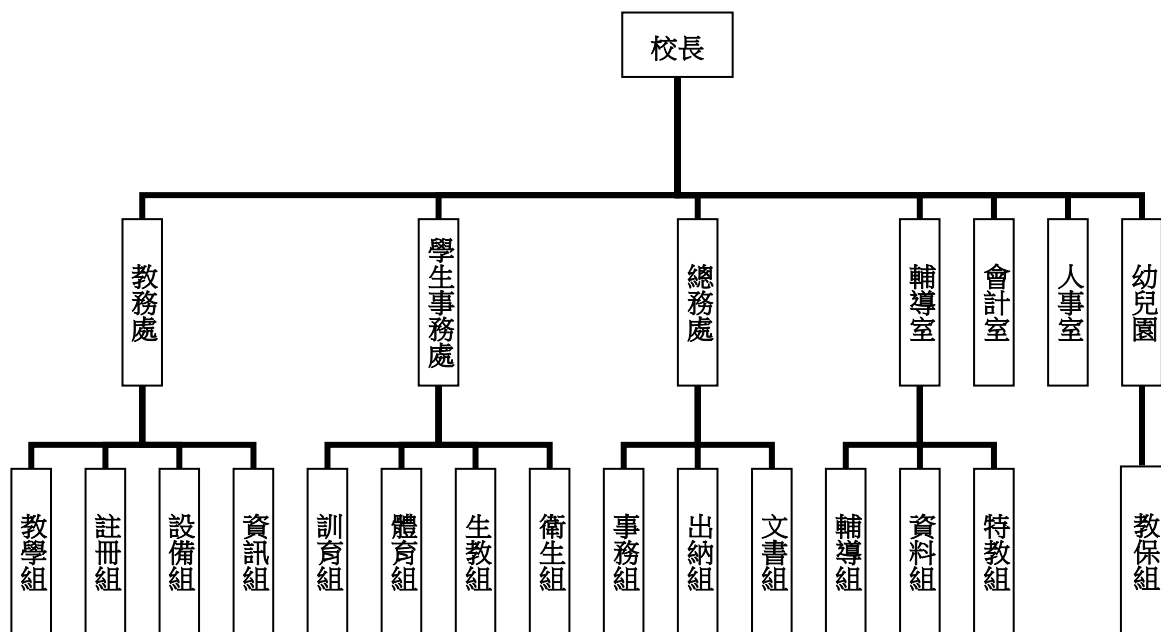 校長
教務處
學生事務處
總務處
輔導室
會計室
人事室
幼兒園
教學組
註冊組
設備組
資訊組
訓育組
體育組
生教組
衛生組
事務組
出納組
文書組
輔導組
資料組
特教組
教保組